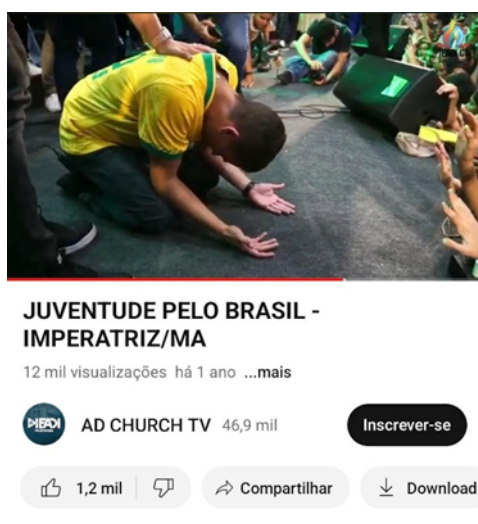 JUVENTUDE PELO BRASIL -
IMPERATRIZ/MA
12 mil visualizações há 1 ano ...mais
AD CHURCH TV 46,9 mil Inscrever-se
1,2 mil Compartilhar Download